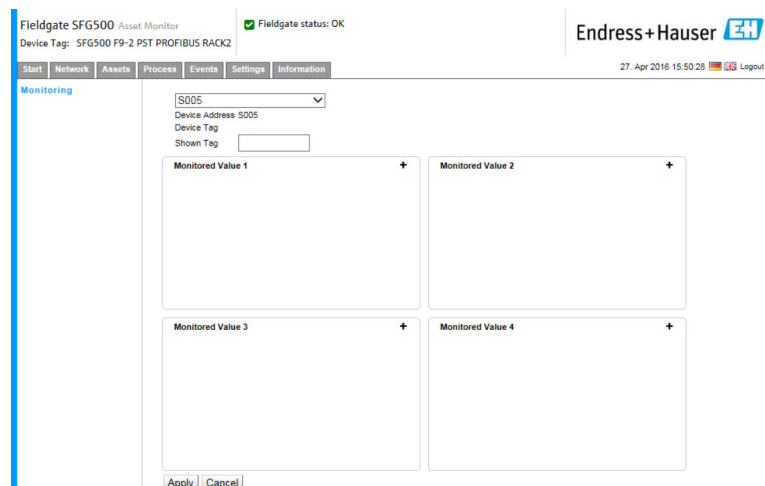 Fieldgate SFG500 Asset Monitor
Fieldgate status: OK
Device Tag: SFG500 F9-2 PST PROFIBUS RACK2
Endress+Hauser EH
Start Network Assets Process Events Settings Information
27. Apr 2016 15:50:28 Logout
Monitoring
S005
Device Address S005
Device Tag
Shown Tag
Monitored Value 1 +
Monitored Value 2 +
Monitored Value 3 +
Monitored Value 4 +
Apply Cancel